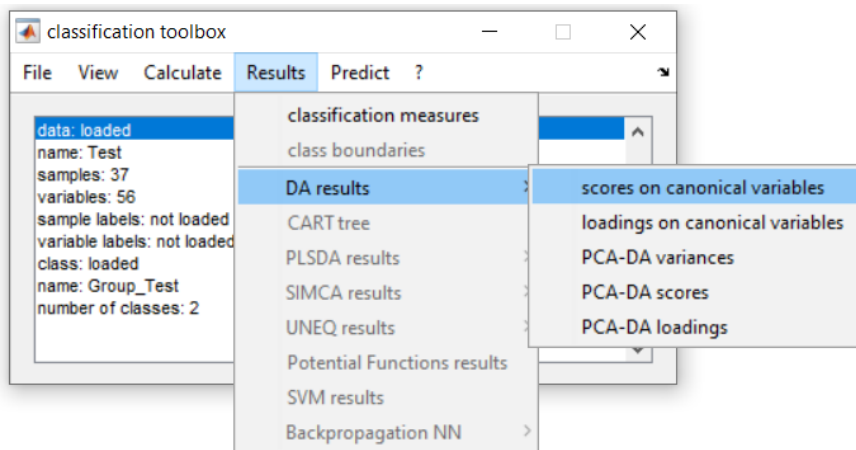 classification toolbox
File View Calculate Results Predict ?
data: loaded
name: Test
samples: 37
variables: 56
sample labels: not loaded
variable labels: not loaded
class: loaded
name: Group_Test
number of classes: 2
classification measures
class boundaries
DA results
CART tree
PLSDA results
SIMCA results
UNEQ results
Potential Functions results
SVM results
Backpropagation NN
scores on canonical variables
loadings on canonical variables
PCA-DA variances
PCA-DA scores
PCA-DA loadings